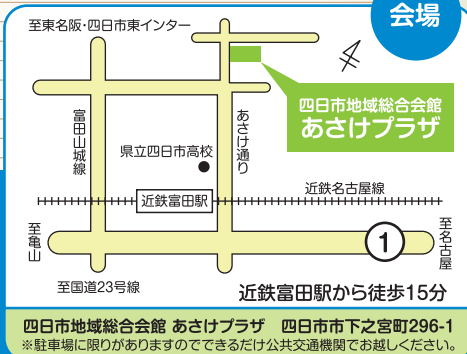 会場
至東名阪・四日市東インター
四日市地域総合会館
あさけプラザ
富田山城線
あさけ通り
県立四日市高校
近鉄名古屋線
近鉄富田駅
至亀山
1
至名古屋
至国道23号線
近鉄富田駅から徒歩15分
四日市地域総合会館 あさけプラザ 四日市市下之宮町296-1
※駐車場に限りがありますのでできるだけ公共交通機関でお越しください。